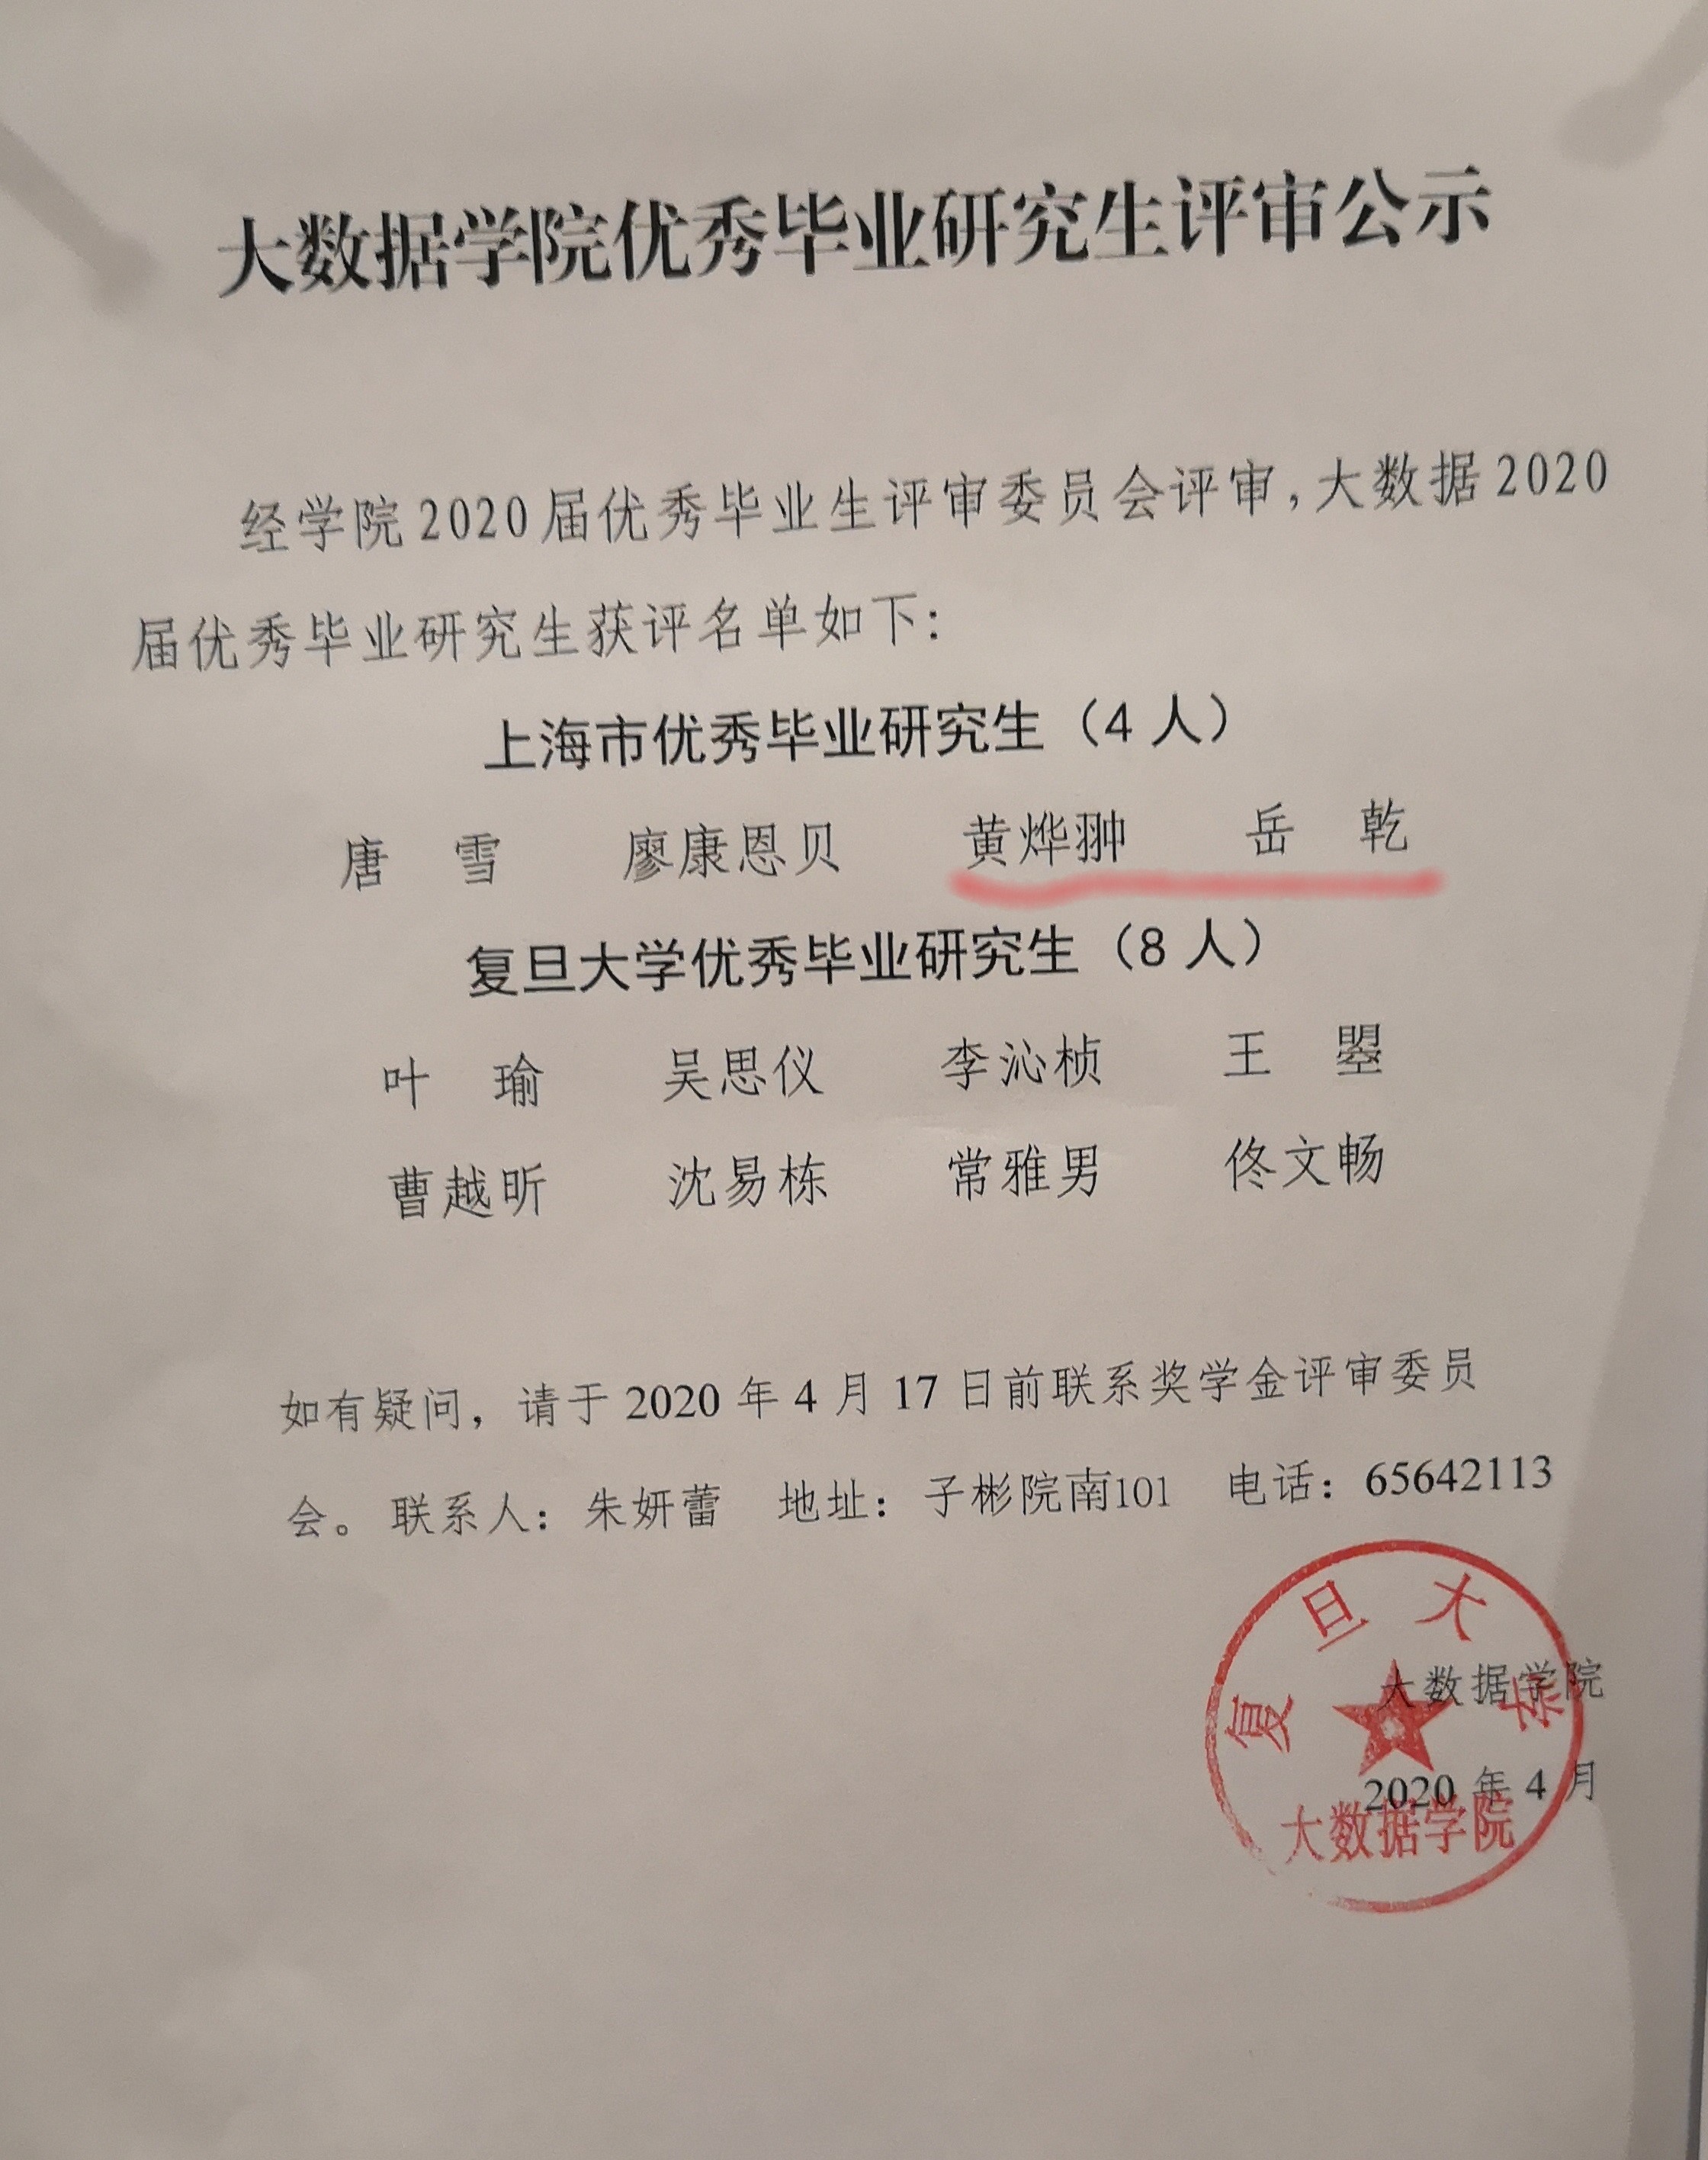 大数据学院优秀毕业研究生评审公示
经学院2020届优秀毕业生评审委员会评审,大数据2020
届优秀毕业研究生获评名单如下:
上海市优秀毕业研究生（4人）
唐 雪 廖康恩贝 黄烨翀 岳 乾
复旦大学优秀毕业研究生（8人）
叶 瑜 吴思仪 李沁桢 王 曌
曹越昕 沈易栋 常雅男 佟文畅
如有疑问，请于2020年4月17日前联系奖学金评审委员
会。联系人：朱妍蕾 地址：子彬院南101 电话：65642113
大数据学院
2020年4月
复旦大学
大数据学院